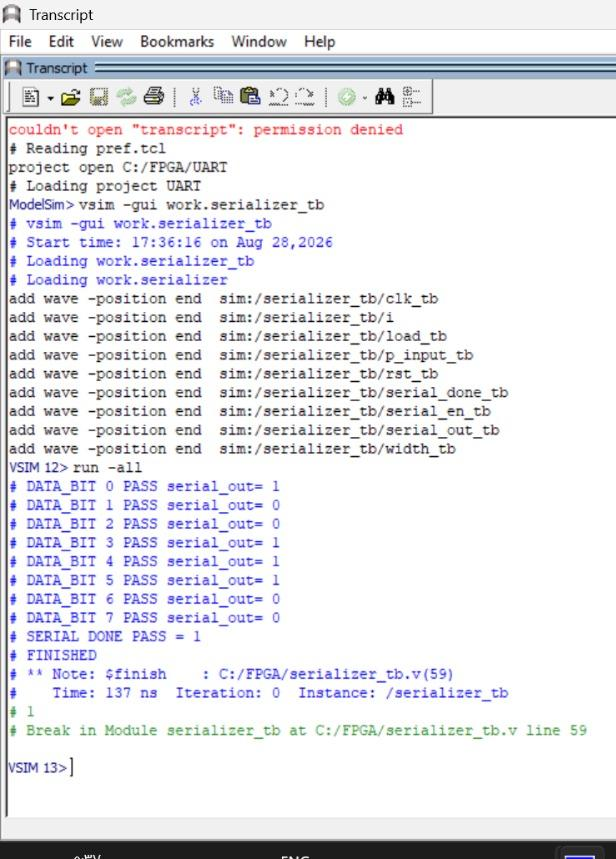 Transcript
File Edit View Bookmarks Window Help
Transcript
couldn't open "transcript": permission denied
# Reading pref.tcl
project open C:/FPGA/UART
# Loading project UART
ModelSim> vsim -gui work.serializer_tb
# vsim -gui work.serializer_tb
# Start time: 17:36:16 on Aug 28,2026
# Loading work.serializer_tb
# Loading work.serializer
add wave -position end  sim:/serializer_tb/clk_tb
add wave -position end  sim:/serializer_tb/i
add wave -position end  sim:/serializer_tb/load_tb
add wave -position end  sim:/serializer_tb/p_input_tb
add wave -position end  sim:/serializer_tb/rst_tb
add wave -position end  sim:/serializer_tb/serial_done_tb
add wave -position end  sim:/serializer_tb/serial_en_tb
add wave -position end  sim:/serializer_tb/serial_out_tb
add wave -position end  sim:/serializer_tb/width_tb
VSIM 12> run -all
# DATA_BIT 0 PASS serial_out= 1
# DATA_BIT 1 PASS serial_out= 0
# DATA_BIT 2 PASS serial_out= 0
# DATA_BIT 3 PASS serial_out= 1
# DATA_BIT 4 PASS serial_out= 1
# DATA_BIT 5 PASS serial_out= 1
# DATA_BIT 6 PASS serial_out= 0
# DATA_BIT 7 PASS serial_out= 0
# SERIAL DONE PASS = 1
# FINISHED
# ** Note: $finish    : C:/FPGA/serializer_tb.v(59)
#    Time: 137 ns  Iteration: 0  Instance: /serializer_tb
# 1
# Break in Module serializer_tb at C:/FPGA/serializer_tb.v line 59
VSIM 13>